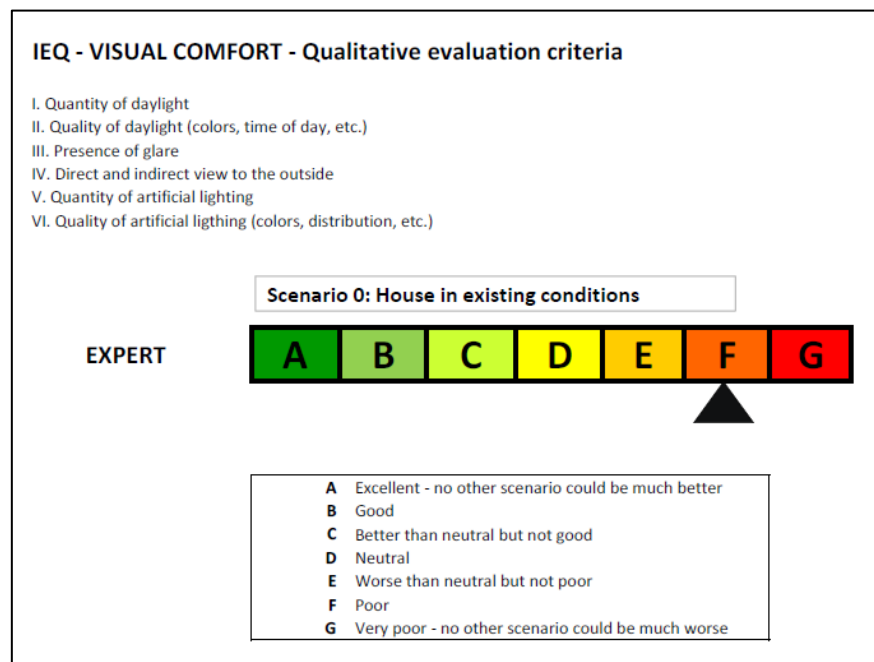 IEQ - VISUAL COMFORT - Qualitative evaluation criteria
I. Quantity of daylight
II. Quality of daylight (colors, time of day, etc.)
III. Presence of glare
IV. Direct and indirect view to the outside
V. Quantity of artificial lighting
VI. Quality of artificial ligthing (colors, distribution, etc.)
Scenario 0: House in existing conditions
EXPERT A B C D E F G
A Excellent - no other scenario could be much better
B Good
C Better than neutral but not good
D Neutral
E Worse than neutral but not poor
F Poor
G Very poor - no other scenario could be much worse